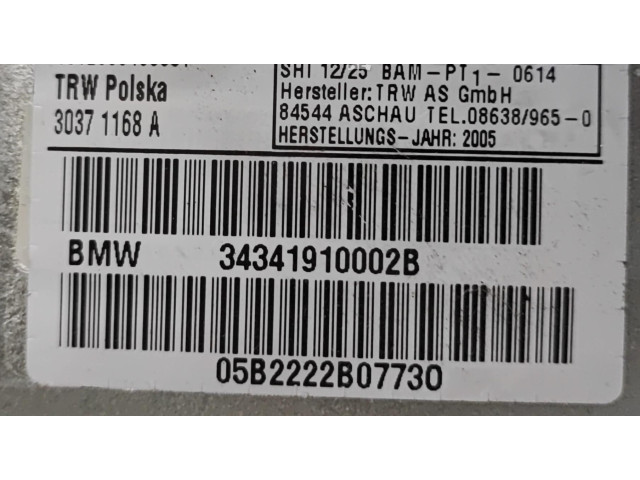 TRW Polska
3037 1168 A
SHI 12/25 BAM-PT1- 0614
Hersteller:TRW AS GmbH
84544 ASCHAU TEL.08638/965-0
HERSTELLUNGS-JAHR: 2005
BMW 34341910002B
05B2222B07730